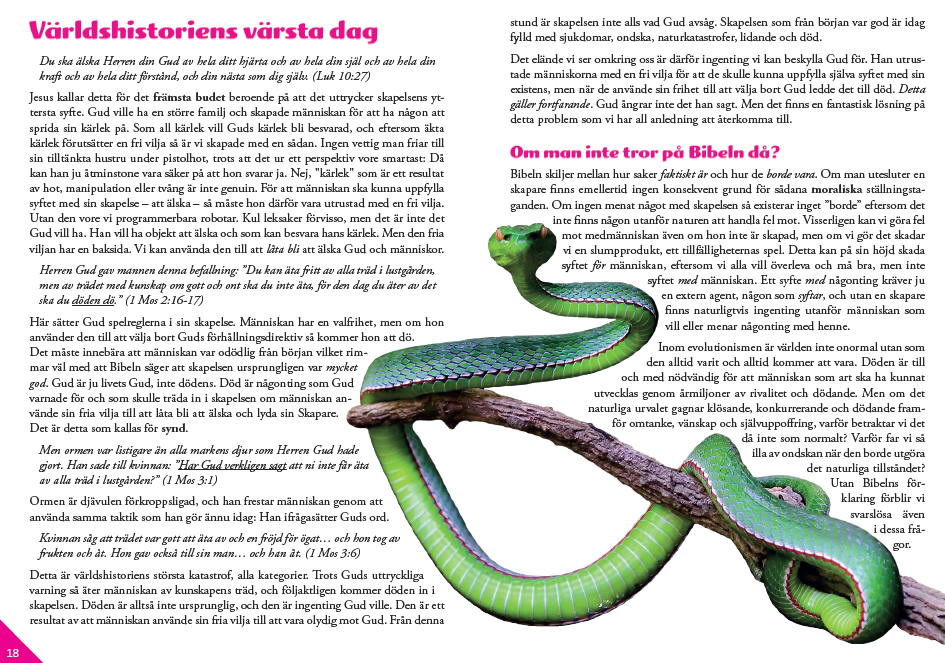 Världshistoriens värsta dag
Du ska älska Herren din Gud av hela ditt hjärta och av hela din själ och av hela din
kraft och av hela ditt förstånd, och din nästa som dig själv. (Luk 10:27)
Jesus kallar detta för det främsta budet beroende på att det uttrycker skapelsens yt-
tersta syfte. Gud ville ha en större familj och skapade människan för att ha någon att
sprida sin kärlek på. Som all kärlek vill Guds kärlek bli besvarad, och eftersom äkta
kärlek förutsätter en fri vilja så är vi skapade med en sådan. Ingen vettig man friar till
sin tilltänkta hustru under pistolhot, trots att det ur ett perspektiv vore smartast: Då
kan han ju åtminstone vara säker på att hon svarar ja. Nej, "kärlek" som är ett resultat
av hot, manipulation eller tvång är inte genuin. För att människan ska kunna uppfylla
syftet med sin skapelse – att älska – så måste hon därför vara utrustad med en fri vilja.
Utan den vore vi programmerbara robotar. Kul leksaker förvisso, men det är inte det
Gud vill ha. Han vill ha objekt att älska och som kan besvara hans kärlek. Men den fria
viljan har en baksida. Vi kan använda den till att låta bli att älska Gud och människor.
Herren Gud gav mannen denna befallning: ”Du kan äta fritt av alla träd i lustgården,
men av trädet med kunskap om gott och ont ska du inte äta, för den dag du äter av det
ska du döden dö.” (1 Mos 2:16-17)
Här sätter Gud spelreglerna i sin skapelse. Människan har en valfrihet, men om hon
använder den till att välja bort Guds förhållningsdirektiv så kommer hon att dö.
Det måste innebära att människan var odödlig från början vilket rim-
mar väl med att Bibeln säger att skapelsen ursprungligen var mycket
god. Gud är ju livets Gud, inte dödens. Död är någonting som Gud
varnade för och som skulle träda in i skapelsen om människan an-
vände sin fria vilja till att låta bli att älska och lyda sin Skapare.
Det är detta som kallas för synd.
Men ormen var listigare än alla markens djur som Herren Gud hade
gjort. Han sade till kvinnan: ”Har Gud verkligen sagt att ni inte får äta
av alla träd i lustgården?” (1 Mos 3:1)
Ormen är djävulen förkroppsligad, och han frestar människan genom att
använda samma taktik som han gör ännu idag: Han ifrågasätter Guds ord.
Kvinnan såg att trädet var gott att äta av och en fröjd för ögat… och hon tog av
frukten och åt. Hon gav också till sin man… och han åt. (1 Mos 3:6)
Detta är världshistoriens största katastrof, alla kategorier. Trots Guds uttryckliga
varning så äter människan av kunskapens träd, och följaktligen kommer döden in i
skapelsen. Döden är alltså inte ursprunglig, och den är ingenting Gud ville. Den är ett
resultat av att människan använde sin fria vilja till att vara olydig mot Gud. Från denna
18
stund är skapelsen inte alls vad Gud avsåg. Skapelsen som från början var god är idag
fylld med sjukdomar, ondska, naturkatastrofer, lidande och död.
Det elände vi ser omkring oss är därför ingenting vi kan beskylla Gud för. Han utrus-
tade människorna med en fri vilja för att de skulle kunna uppfylla själva syftet med sin
existens, men när de använde sin frihet till att välja bort Gud ledde det till död. Detta
gäller fortfarande. Gud ångrar inte det han sagt. Men det finns en fantastisk lösning på
detta problem som vi har all anledning att återkomma till.
Om man inte tror på Bibeln då?
Bibeln skiljer mellan hur saker faktiskt är och hur de borde vara. Om man utesluter en
skapare finns emellertid ingen konsekvent grund för sådana moraliska ställningsta-
ganden. Om ingen menat något med skapelsen så existerar inget ”borde” eftersom det
inte finns någon utanför naturen att handla fel mot. Visserligen kan vi göra fel
mot medmänniskan även om hon inte är skapad, men om vi gör det skadar
vi en slumpprodukt, ett tillfälligheternas spel. Detta kan på sin höjd skada
syftet för människan, eftersom vi alla vill överleva och må bra, men inte
syftet med människan. Ett syfte med någonting kräver ju
en extern agent, någon som syftar, och utan en skapare
finns naturligtvis ingenting utanför människan som
vill eller menar någonting med henne.
Inom evolutionismen är världen inte onormal utan som
den alltid varit och alltid kommer att vara. Döden är till
och med nödvändig för att människan som art ska ha kunnat
utvecklas genom årmiljoner av rivalitet och dödande. Men om det
naturliga urvalet gagnar klösande, konkurrerande och dödande fram-
för omtanke, vänskap och självuppoffring, varför betraktar vi det
då inte som normalt? Varför far vi så
illa av ondskan när den borde utgöra
det naturliga tillståndet?
Utan Bibelns för-
klaring förblir vi
svarslösa även
i dessa frå-
gor.